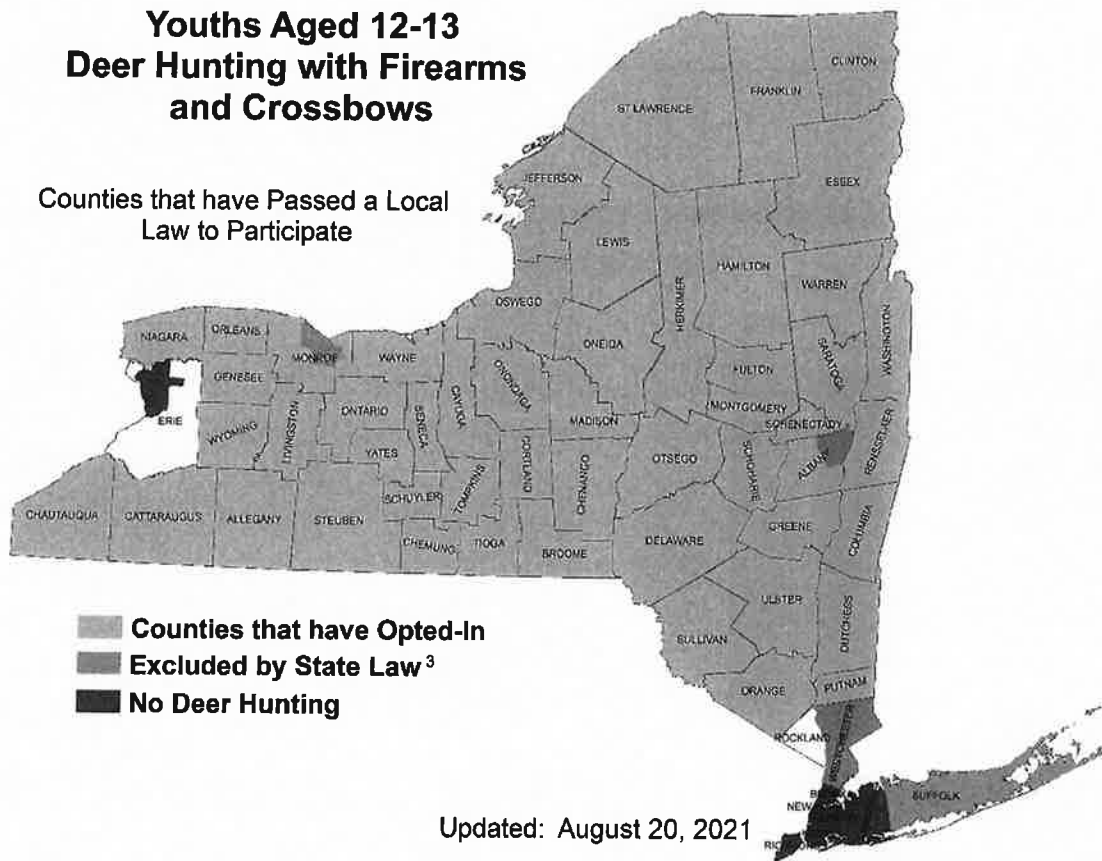 Youths Aged 12-13
Deer Hunting with Firearms
and Crossbows
Counties that have Passed a Local
Law to Participate
CLINTON
FRANKLIN
ST LAWRENCE
ESSEX
JEFFERSON
LEWIS
HAMILTON
WARREN
HERKIMER
OSWEGO
WASHINGTON
NIAGARA
ORLEANS
MONROE
WAYNE
ONEIDA
SARATOGA
FULTON
GENESEE
ONONDAGA
CAYUGA
MONTGOMERY
ONTARIO
SENECA
MADISON
SCHENECTADY
ERIE
WYOMING
LIVINGSTON
YATES
CORTLAND
OTSEGO
SCHOHARIE
ALBANY
RENSSELAER
CHENANGO
SCHUYLER
TOMPKINS
CHAUTAUQUA
CATTARAUGUS
ALLEGANY
STEUBEN
CHEMUNG
TIOGA
BROOME
DELAWARE
GREENE
COLUMBIA
ULSTER
DUTCHESS
SULLIVAN
Counties that have Opted-In
Excluded by State Law 3
No Deer Hunting
ORANGE
PUTNAM
ROCKLAND
WESTCHESTER
SUFFOLK
NEW
Updated: August 20, 2021